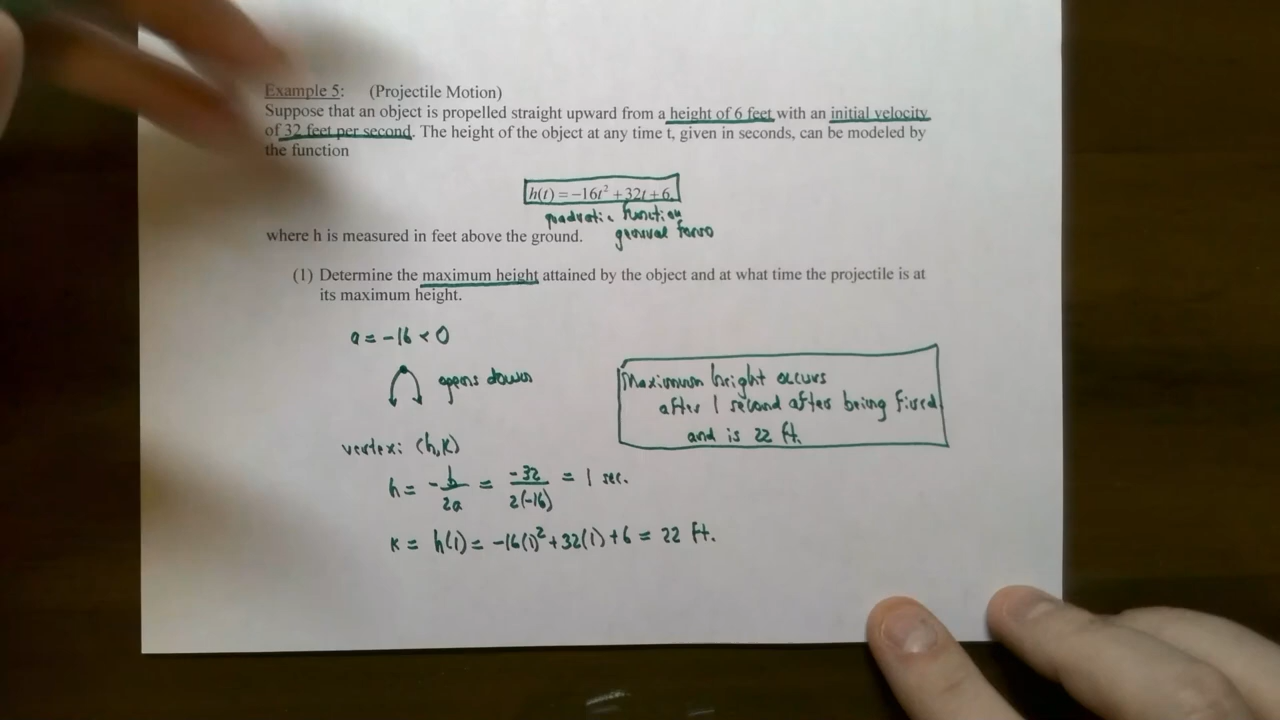 Example 5: (Projectile Motion)
Suppose that an object is propelled straight upward from a height of 6 feet with an initial velocity
of 32 feet per second. The height of the object at any time t, given in seconds, can be modeled by
the function
h(t) = −16t² + 32t + 6,
quadratic function
general form
where h is measured in feet above the ground.
(1) Determine the maximum height attained by the object and at what time the projectile is at
its maximum height.
a = -16 < 0
opens down
Maximum height occurs
after 1 second after being fired
and is 22 ft.
vertex: (h,k)
h = -b/2a = -32/2(-16) = 1 sec.
k = h(1) = -16(1)² + 32(1) + 6 = 22 ft.